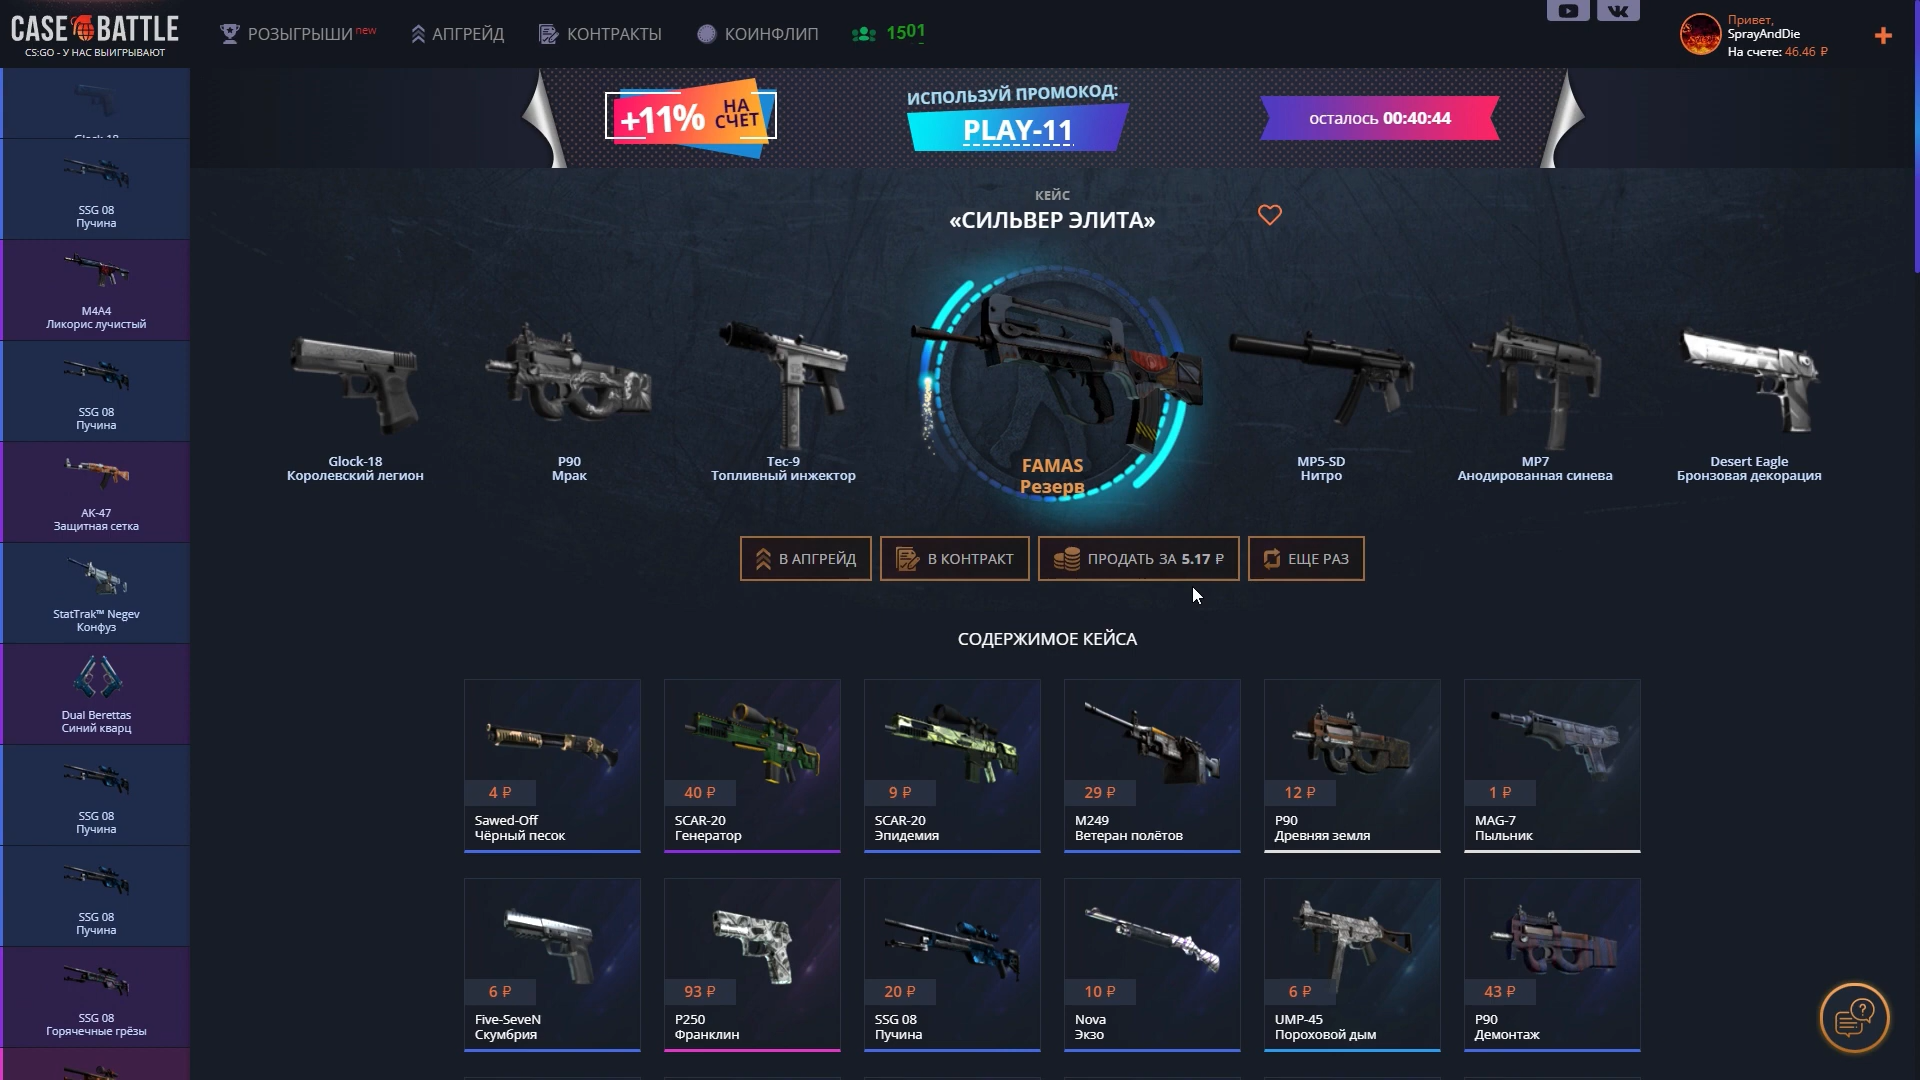 CASE BATTLE
CS:GO - У НАС ВЫИГРЫВАЮТ
РОЗЫГРЫШИ new
АПГРЕЙД
КОНТРАКТЫ
КОИНФЛИП
1501
Привет,
SprayAndDie
На счете: 46.46 ₽
+
+11% НА СЧЕТ
ИСПОЛЬЗУЙ ПРОМОКОД:
PLAY-11
осталось 00:40:44
Glock-18
SSG 08
Пучина
M4A4
Ликорис лучистый
SSG 08
Пучина
AK-47
Защитная сетка
StatTrak™ Negev
Конфуз
Dual Berettas
Синий кварц
SSG 08
Пучина
SSG 08
Пучина
SSG 08
Горячечные грёзы
КЕЙС
«СИЛЬВЕР ЭЛИТА»
Glock-18
Королевский легион
P90
Мрак
Tec-9
Топливный инжектор
FAMAS
Резерв
MP5-SD
Нитро
MP7
Анодированная синева
Desert Eagle
Бронзовая декорация
В АПГРЕЙД
В КОНТРАКТ
ПРОДАТЬ ЗА 5.17 ₽
ЕЩЕ РАЗ
СОДЕРЖИМОЕ КЕЙСА
4 ₽
Sawed-Off
Чёрный песок
40 ₽
SCAR-20
Генератор
9 ₽
SCAR-20
Эпидемия
29 ₽
M249
Ветеран полётов
12 ₽
P90
Древняя земля
1 ₽
MAG-7
Пыльник
6 ₽
Five-SeveN
Скумбрия
93 ₽
P250
Франклин
20 ₽
SSG 08
Пучина
10 ₽
Nova
Экзо
6 ₽
UMP-45
Пороховой дым
43 ₽
P90
Демонтаж